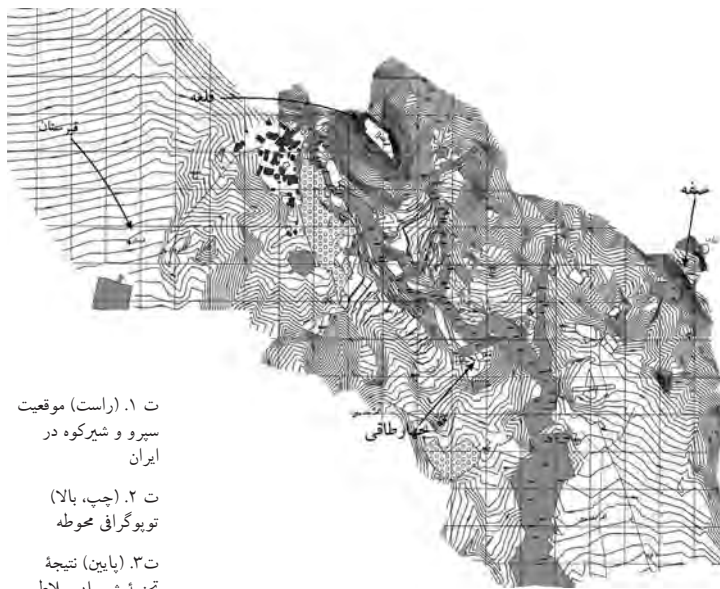 قلعه
قبرستان
صفه
چهارطاقی
ت ۱. (راست) موقعیت
سپرو و شیرکوه در
ایران
ت ۲. (چپ، بالا)
توپوگرافی محوطه
ت۳. (پایین) نتیجهٔ